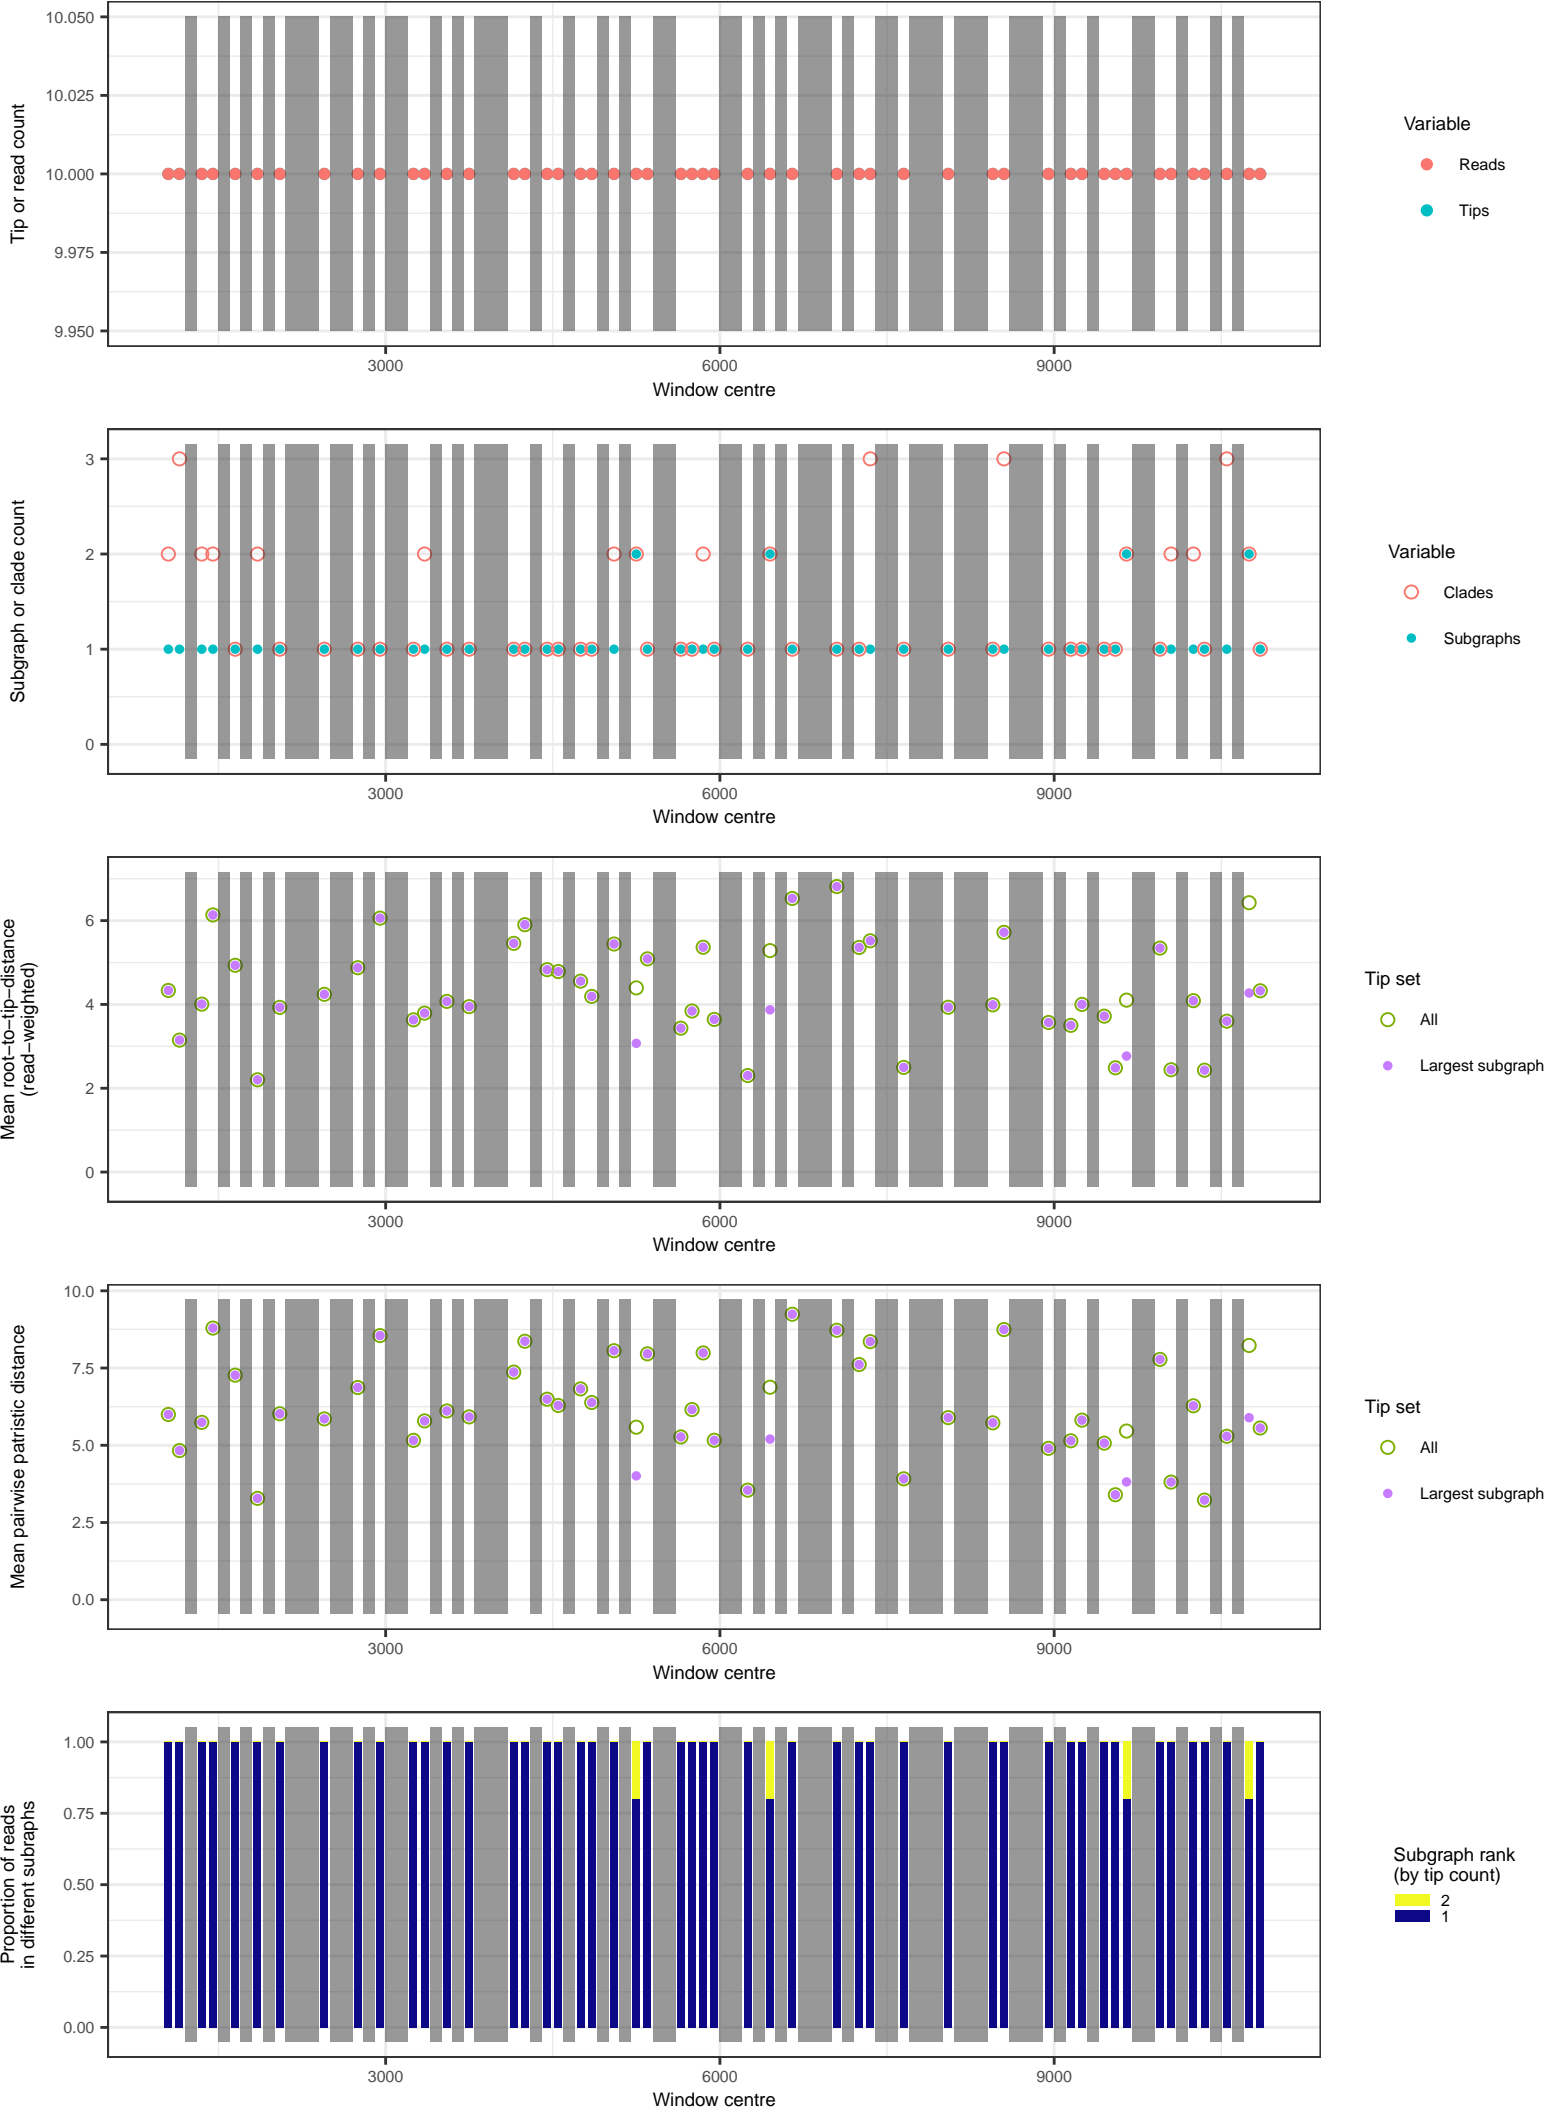 10.050
10.025
10.000
9.975
9.950
Tip or read count
3000 6000 9000
Window centre
Variable
Reads
Tips
3
2
1
0
Subgraph or clade count
3000 6000 9000
Window centre
Variable
Clades
Subgraphs
6
4
2
0
Mean root−to−tip−distance
(read−weighted)
3000 6000 9000
Window centre
Tip set
All
Largest subgraph
10.0
7.5
5.0
2.5
0.0
Mean pairwise patristic distance
3000 6000 9000
Window centre
Tip set
All
Largest subgraph
1.00
0.75
0.50
0.25
0.00
Proportion of reads
in different subraphs
3000 6000 9000
Window centre
Subgraph rank
(by tip count)
2
1